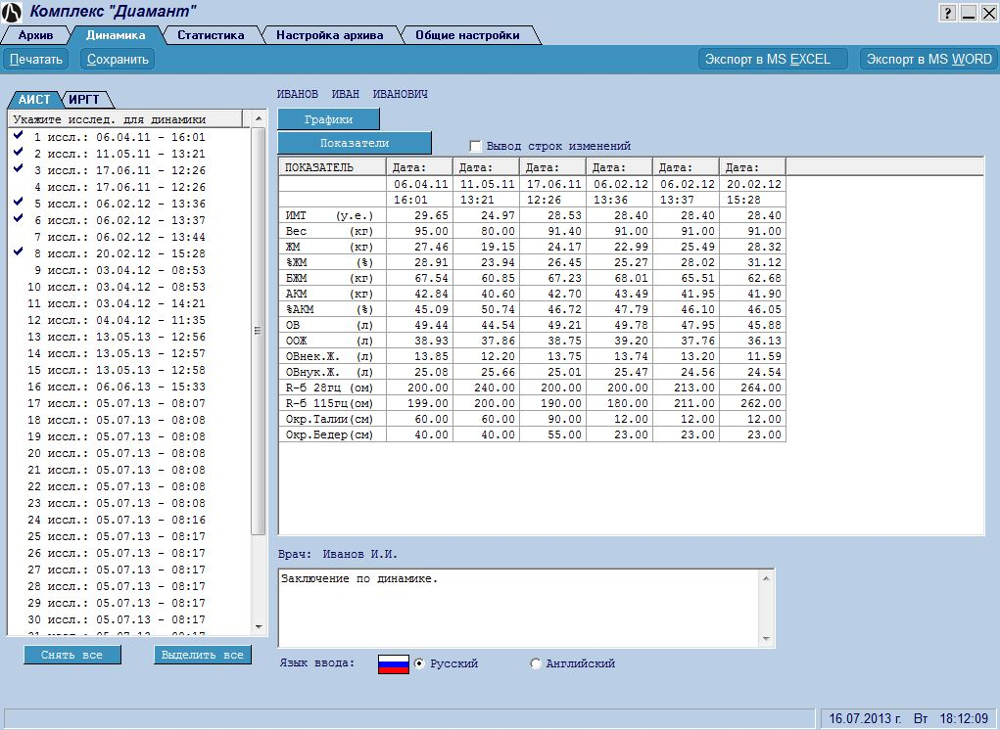 Комплекс "Диамант"
Архив Динамика Статистика Настройка архива Общие настройки
Печатать Сохранить Экспорт в MS EXCEL Экспорт в MS WORD
АИСТ ИРГТ
Укажите исслед. для динамики
1 иссл.: 06.04.11 - 16:01
2 иссл.: 11.05.11 - 13:21
3 иссл.: 17.06.11 - 12:26
4 иссл.: 17.06.11 - 12:26
5 иссл.: 06.02.12 - 13:36
6 иссл.: 06.02.12 - 13:37
7 иссл.: 06.02.12 - 13:44
8 иссл.: 20.02.12 - 15:28
9 иссл.: 03.04.12 - 08:53
10 иссл.: 03.04.12 - 08:53
11 иссл.: 03.04.12 - 14:21
12 иссл.: 04.04.12 - 11:35
13 иссл.: 13.05.13 - 12:56
14 иссл.: 13.05.13 - 12:57
15 иссл.: 13.05.13 - 12:58
16 иссл.: 06.06.13 - 15:33
17 иссл.: 05.07.13 - 08:07
18 иссл.: 05.07.13 - 08:08
19 иссл.: 05.07.13 - 08:08
20 иссл.: 05.07.13 - 08:08
21 иссл.: 05.07.13 - 08:08
22 иссл.: 05.07.13 - 08:08
23 иссл.: 05.07.13 - 08:08
24 иссл.: 05.07.13 - 08:16
25 иссл.: 05.07.13 - 08:17
26 иссл.: 05.07.13 - 08:17
27 иссл.: 05.07.13 - 08:17
28 иссл.: 05.07.13 - 08:17
29 иссл.: 05.07.13 - 08:17
30 иссл.: 05.07.13 - 08:17
Снять все Выделить все
ИВАНОВ ИВАН ИВАНОВИЧ
Графики
Показатели Вывод строк изменений
ПОКАЗАТЕЛЬ Дата: Дата: Дата: Дата: Дата: Дата:
06.04.11 11.05.11 17.06.11 06.02.12 06.02.12 20.02.12
16:01 13:21 12:26 13:36 13:37 15:28
ИМТ (у.е.) 29.65 24.97 28.53 28.40 28.40 28.40
Вес (кг) 95.00 80.00 91.40 91.00 91.00 91.00
ЖМ (кг) 27.46 19.15 24.17 22.99 25.49 28.32
%ЖМ (%) 28.91 23.94 26.45 25.27 28.02 31.12
БЖМ (кг) 67.54 60.85 67.23 68.01 65.51 62.68
АКМ (кг) 42.84 40.60 42.70 43.49 41.95 41.90
%АКМ (%) 45.09 50.74 46.72 47.79 46.10 46.05
ОВ (л) 49.44 44.54 49.21 49.78 47.95 45.88
ООЖ (л) 38.93 37.86 38.75 39.20 37.76 36.13
ОВнек.Ж. (л) 13.85 12.20 13.75 13.74 13.20 11.59
ОВнук.Ж. (л) 25.08 25.66 25.01 25.47 24.56 24.54
R-б 28гц (ом) 200.00 240.00 200.00 200.00 213.00 264.00
R-б 115гц(ом) 199.00 200.00 190.00 180.00 211.00 262.00
Окр.Талии(см) 60.00 60.00 90.00 12.00 12.00 12.00
Окр.Бедер(см) 40.00 40.00 55.00 23.00 23.00 23.00
Врач: Иванов И.И.
Заключение по динамике.
Язык ввода: Русский Английский
16.07.2013 г. Вт 18:12:09